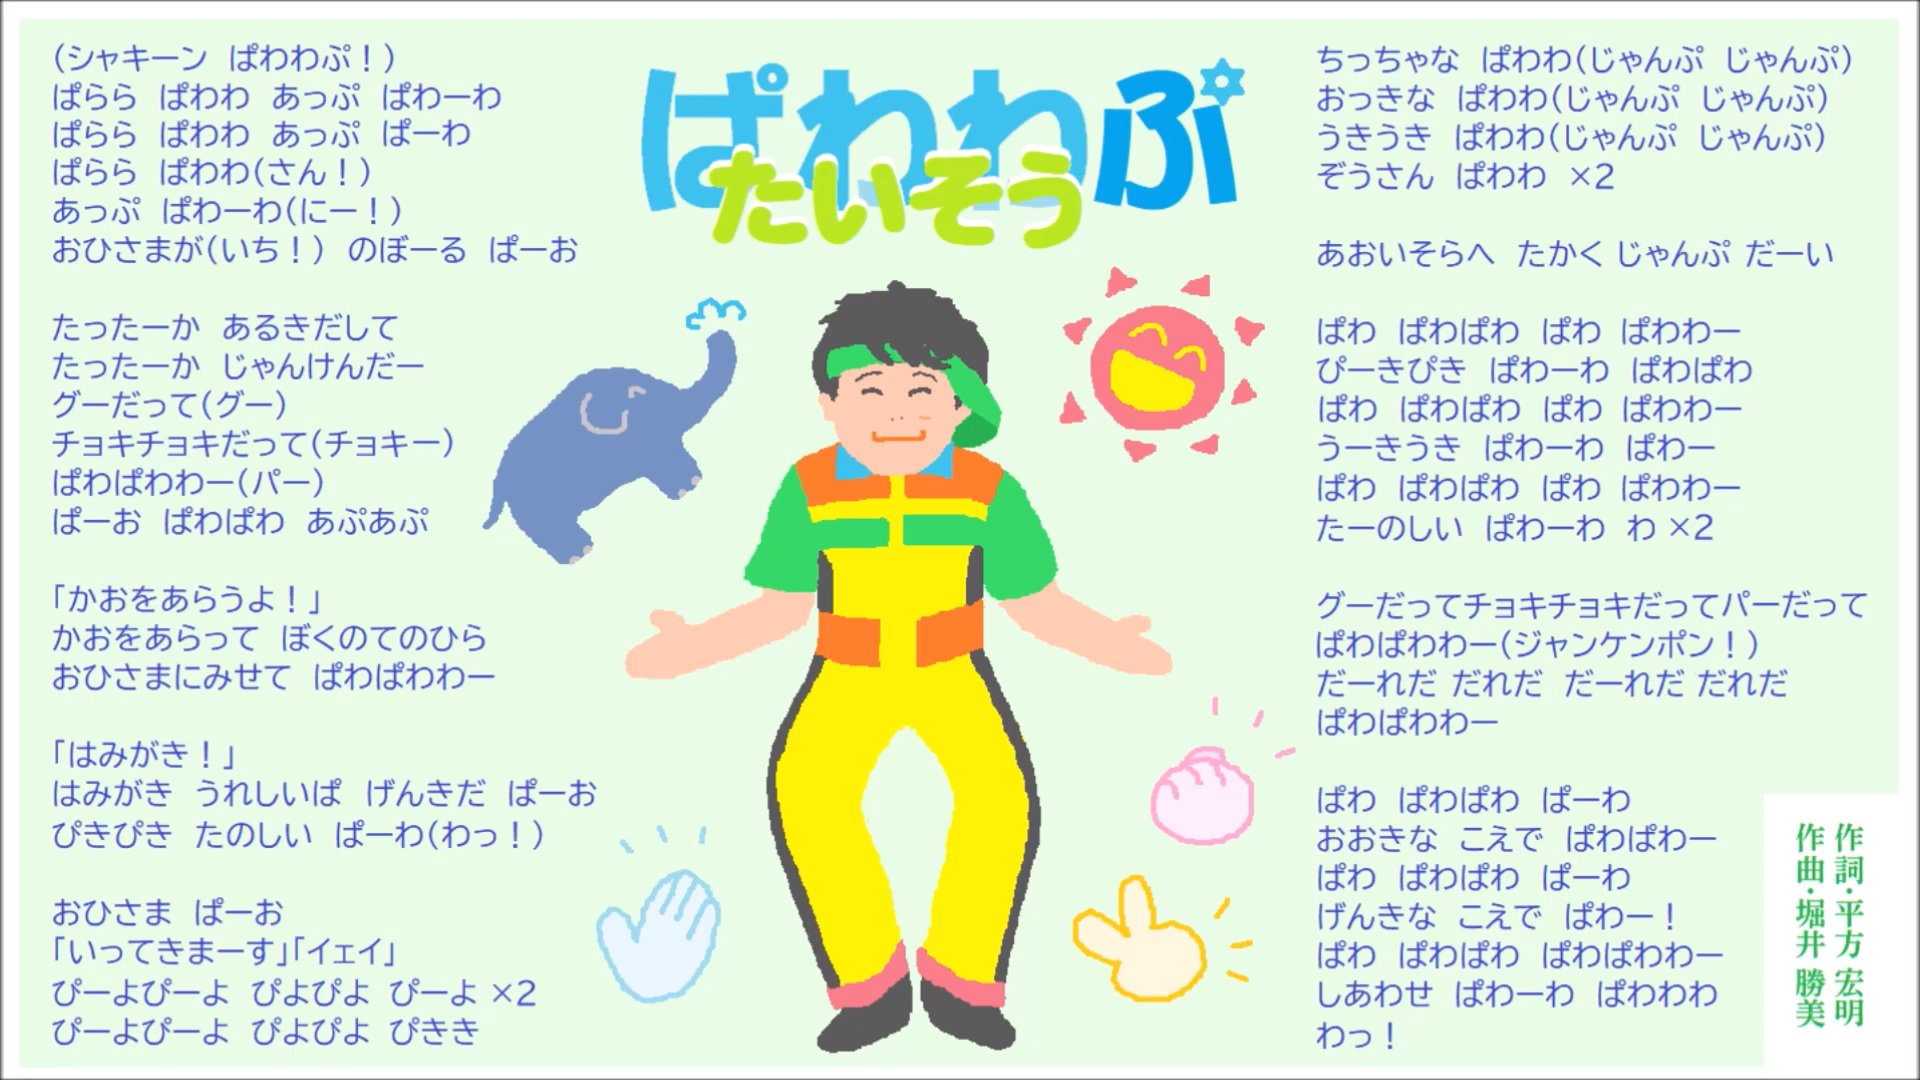 ぱわわぷ
たいそう
（シャキーン　ぱわわぷ！）
ぱらら　ぱわわ　あっぷ　ぱわーわ
ぱらら　ぱわわ　あっぷ　ぱーわ
ぱらら　ぱわわ（さん！）
あっぷ　ぱわーわ（にー！）
おひさまが（いち！）　のぼーる　ぱーお
たったーか　あるきだして
たったーか　じゃんけんだー
グーだって（グー）
チョキチョキだって（チョキー）
ぱわぱわわー（パー）
ぱーお　ぱわぱわ　あぷあぷ
「かおをあらうよ！」
かおをあらって　ぼくのてのひら
おひさまにみせて　ぱわぱわわー
「はみがき！」
はみがき　うれしいぱ　げんきだ　ぱーお
ぴきぴき　たのしい　ぱーわ（わっ！）
おひさま　ぱーお
「いってきまーす」「イェイ」
ぴーよぴーよ　ぴよぴよ　ぴーよ ×2
ぴーよぴーよ　ぴよぴよ　ぴきき
ちっちゃな　ぱわわ（じゃんぷ　じゃんぷ）
おっきな　ぱわわ（じゃんぷ　じゃんぷ）
うきうき　ぱわわ（じゃんぷ　じゃんぷ）
ぞうさん　ぱわわ　×2
あおいそらへ　たかく じゃんぷ だーい
ぱわ　ぱわぱわ　ぱわ　ぱわわー
ぴーきぴき　ぱわーわ　ぱわぱわ
ぱわ　ぱわぱわ　ぱわ　ぱわわー
うーきうき　ぱわーわ　ぱわー
ぱわ　ぱわぱわ　ぱわ　ぱわわー
たーのしい　ぱわーわ　わ ×2
グーだってチョキチョキだってパーだって
ぱわぱわわー（ジャンケンポン！）
だーれだ だれだ　だーれだ だれだ
ぱわぱわわー
ぱわ　ぱわぱわ　ぱーわ
おおきな　こえで　ぱわぱわー
ぱわ　ぱわぱわ　ぱーわ
げんきな　こえで　ぱわー！
ぱわ　ぱわぱわ　ぱわぱわわー
しあわせ　ぱわーわ　ぱわわわ
わっ！
作詞・平方 宏明
作曲・堀井 勝美